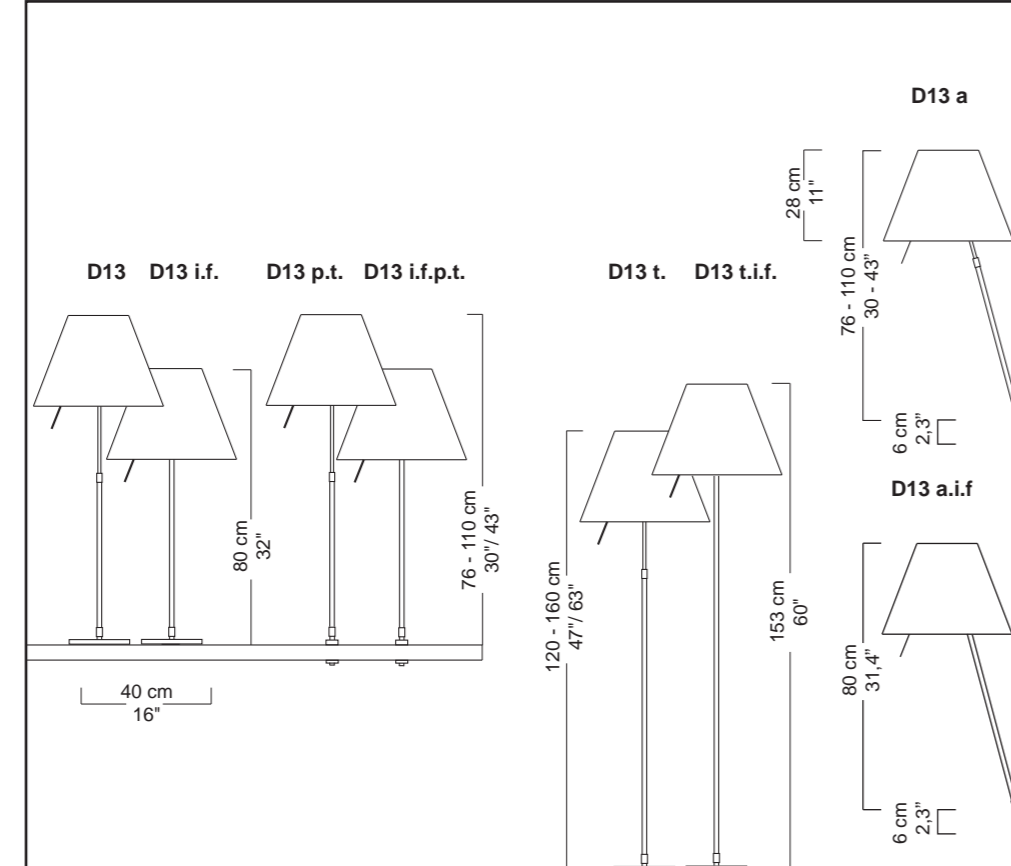 D13 a
28 cm
11"
76 - 110 cm
30 - 43"
6 cm
2,3"
D13 D13 i.f. D13 p.t. D13 i.f.p.t. D13 t. D13 t.i.f.
80 cm
32"
76 - 110 cm
30"/ 43"
120 - 160 cm
47"/ 63"
153 cm
60"
40 cm
16"
D13 a.i.f
80 cm
31,4"
6 cm
2,3"